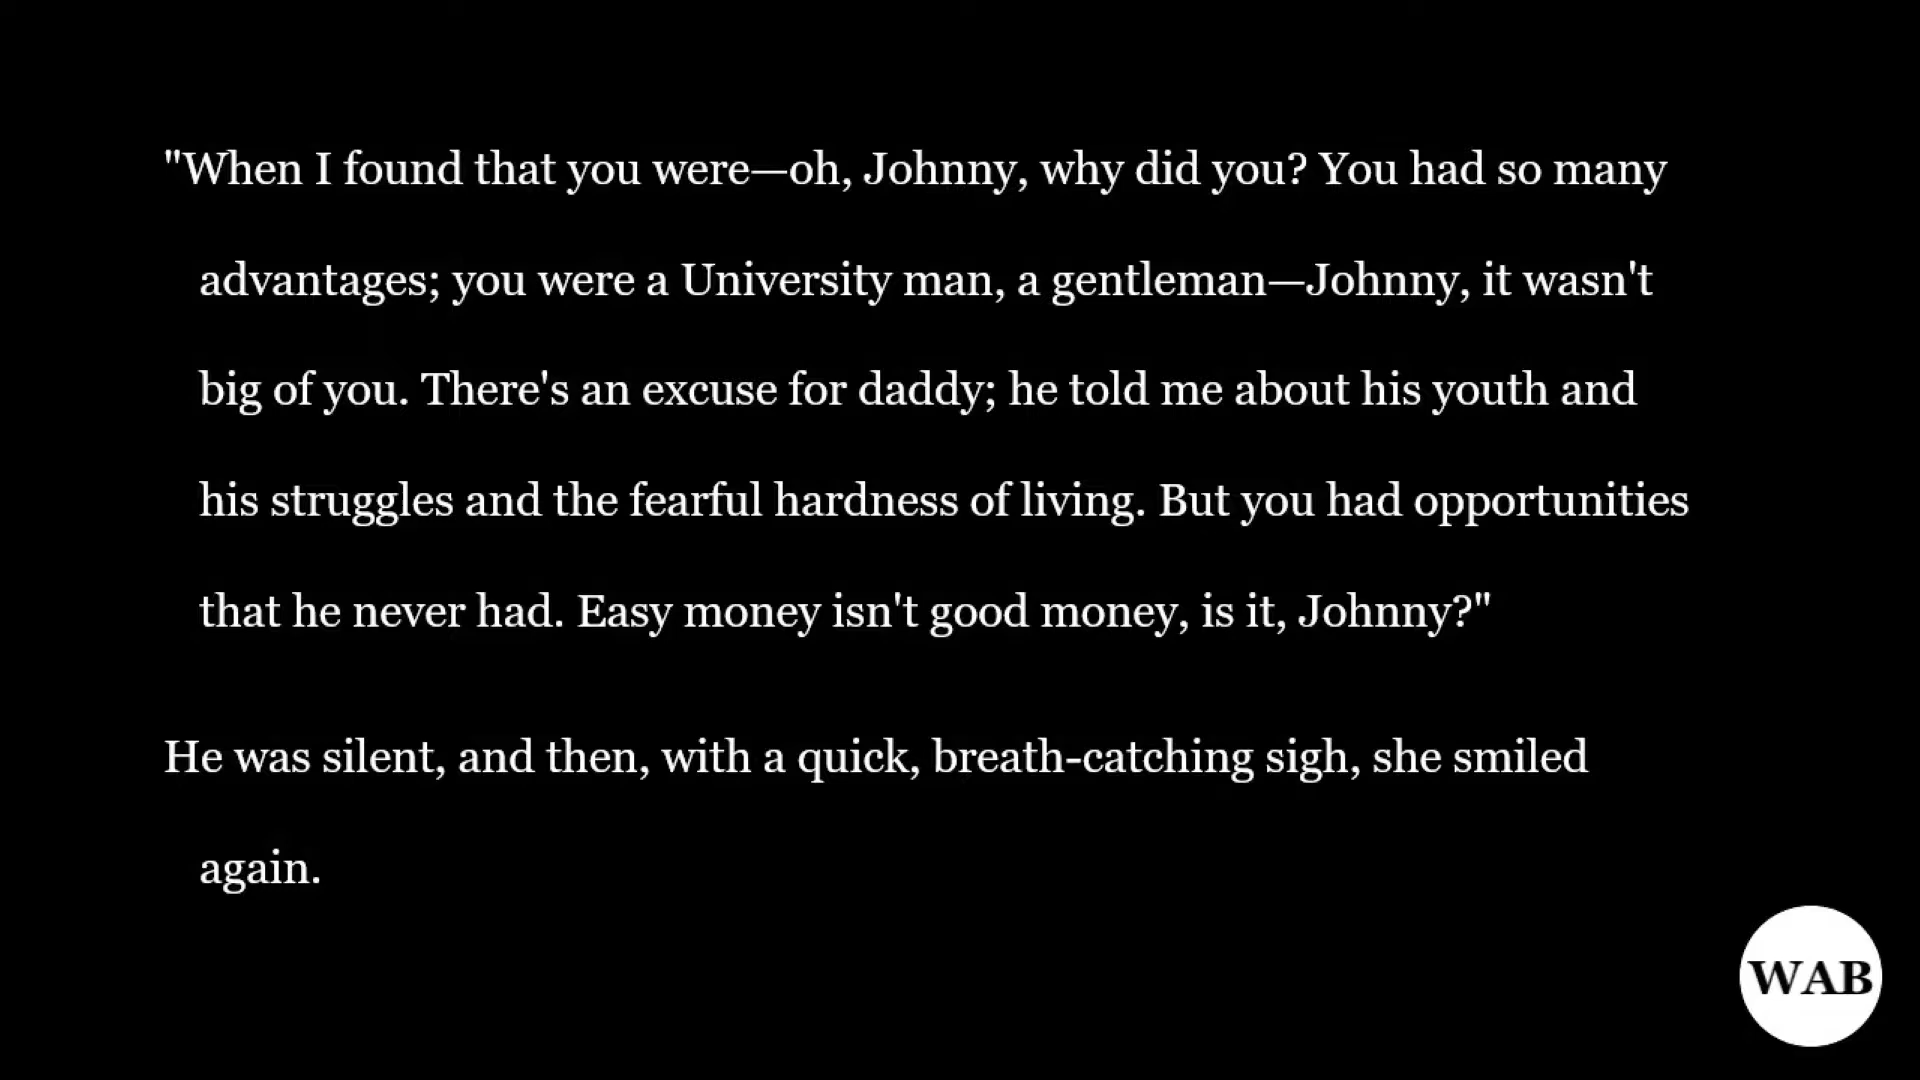 "When I found that you were—oh, Johnny, why did you? You had so many
advantages; you were a University man, a gentleman—Johnny, it wasn't
big of you. There's an excuse for daddy; he told me about his youth and
his struggles and the fearful hardness of living. But you had opportunities
that he never had. Easy money isn't good money, is it, Johnny?"
He was silent, and then, with a quick, breath-catching sigh, she smiled
again.
WAB